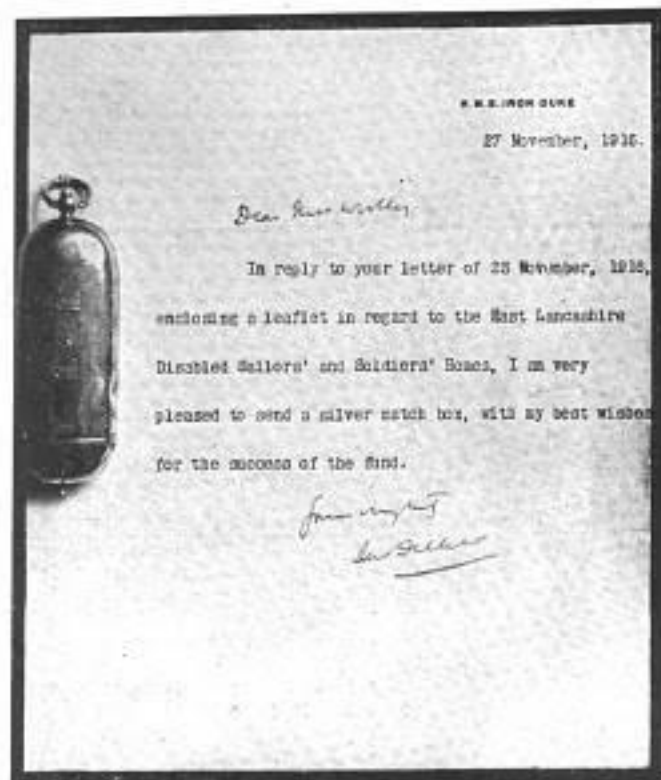 H.M.S. IRON DUKE
27 November, 1916.
Dear Miss
In reply to your letter of 23 November, 1916,
enclosing a leaflet in regard to the East Lancashire
Disabled Sailors' and Soldiers' Homes, I am very
pleased to send a silver match box, with my best wishes
for the success of the fund.